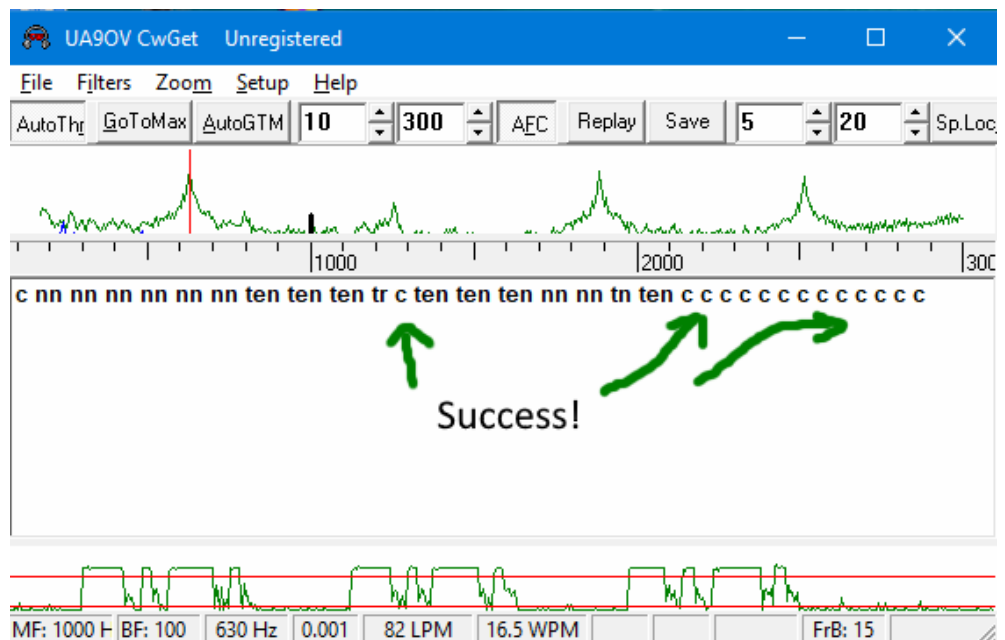 UA9OV CwGet Unregistered
File Filters Zoom Setup Help
AutoThr GoToMax AutoGTM 10 300 AFC Replay Save 5 20 Sp.Loc
1000 2000 300
c nn nn nn nn nn nn ten ten ten tr c ten ten ten nn nn tn ten c c c c c c c c c c c c c
Success!
MF: 1000 H BF: 100 630 Hz 0.001 82 LPM 16.5 WPM FrB: 15